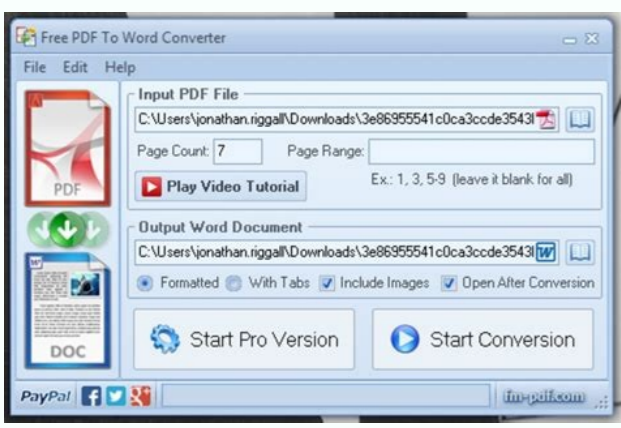 Free PDF To Word Converter
File Edit Help
Input PDF File
C:\Users\jonathan.riggall\Downloads\3e86955541c0ca3ccde3543l
Page Count: 7 Page Range:
PDF
Play Video Tutorial Ex.: 1, 3, 5-9 (leave it blank for all)
Output Word Document
C:\Users\jonathan.riggall\Downloads\3e86955541c0ca3ccde3543l
Formatted With Tabs Include Images Open After Conversion
DOC
Start Pro Version Start Conversion
PayPal fm-pdf.com